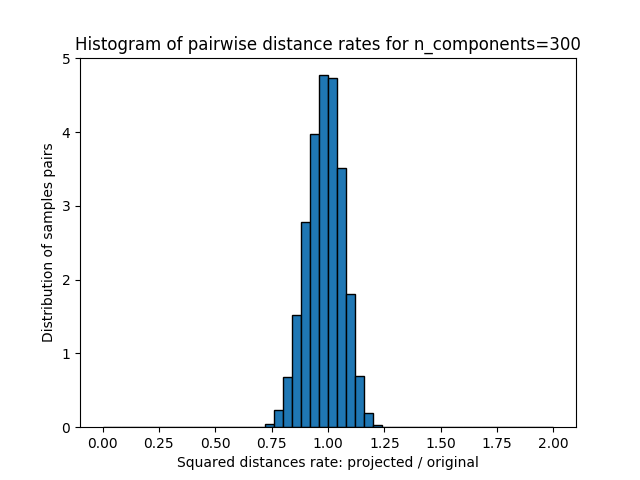 Histogram of pairwise distance rates for n_components=300
5
4
3
2
1
0
Distribution of samples pairs
0.00 0.25 0.50 0.75 1.00 1.25 1.50 1.75 2.00
Squared distances rate: projected / original